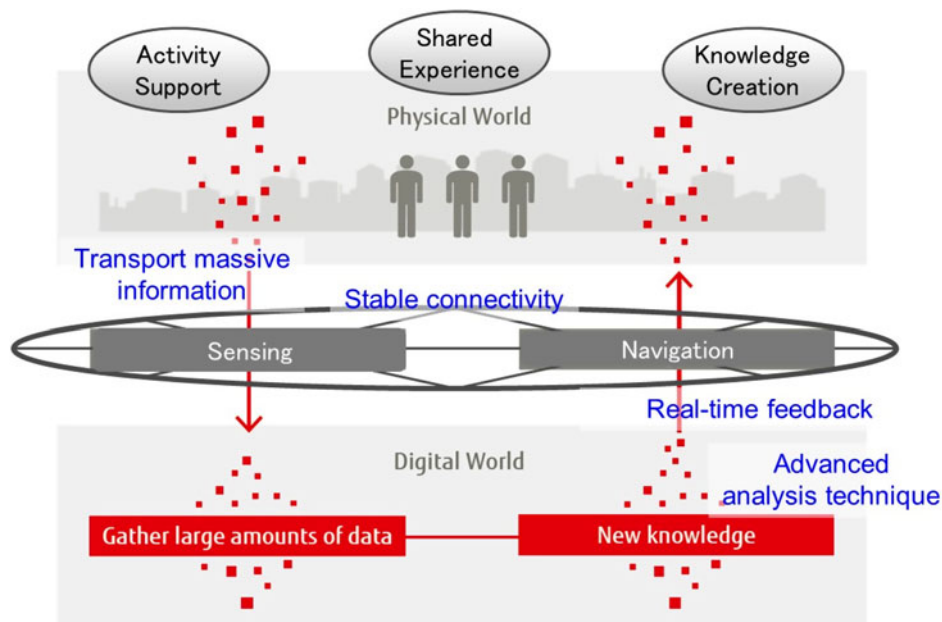 Activity
Support
Shared
Experience
Knowledge
Creation
Physical World
Transport massive
information
Stable connectivity
Sensing
Navigation
Real-time feedback
Digital World
Advanced
analysis technique
Gather large amounts of data
New knowledge